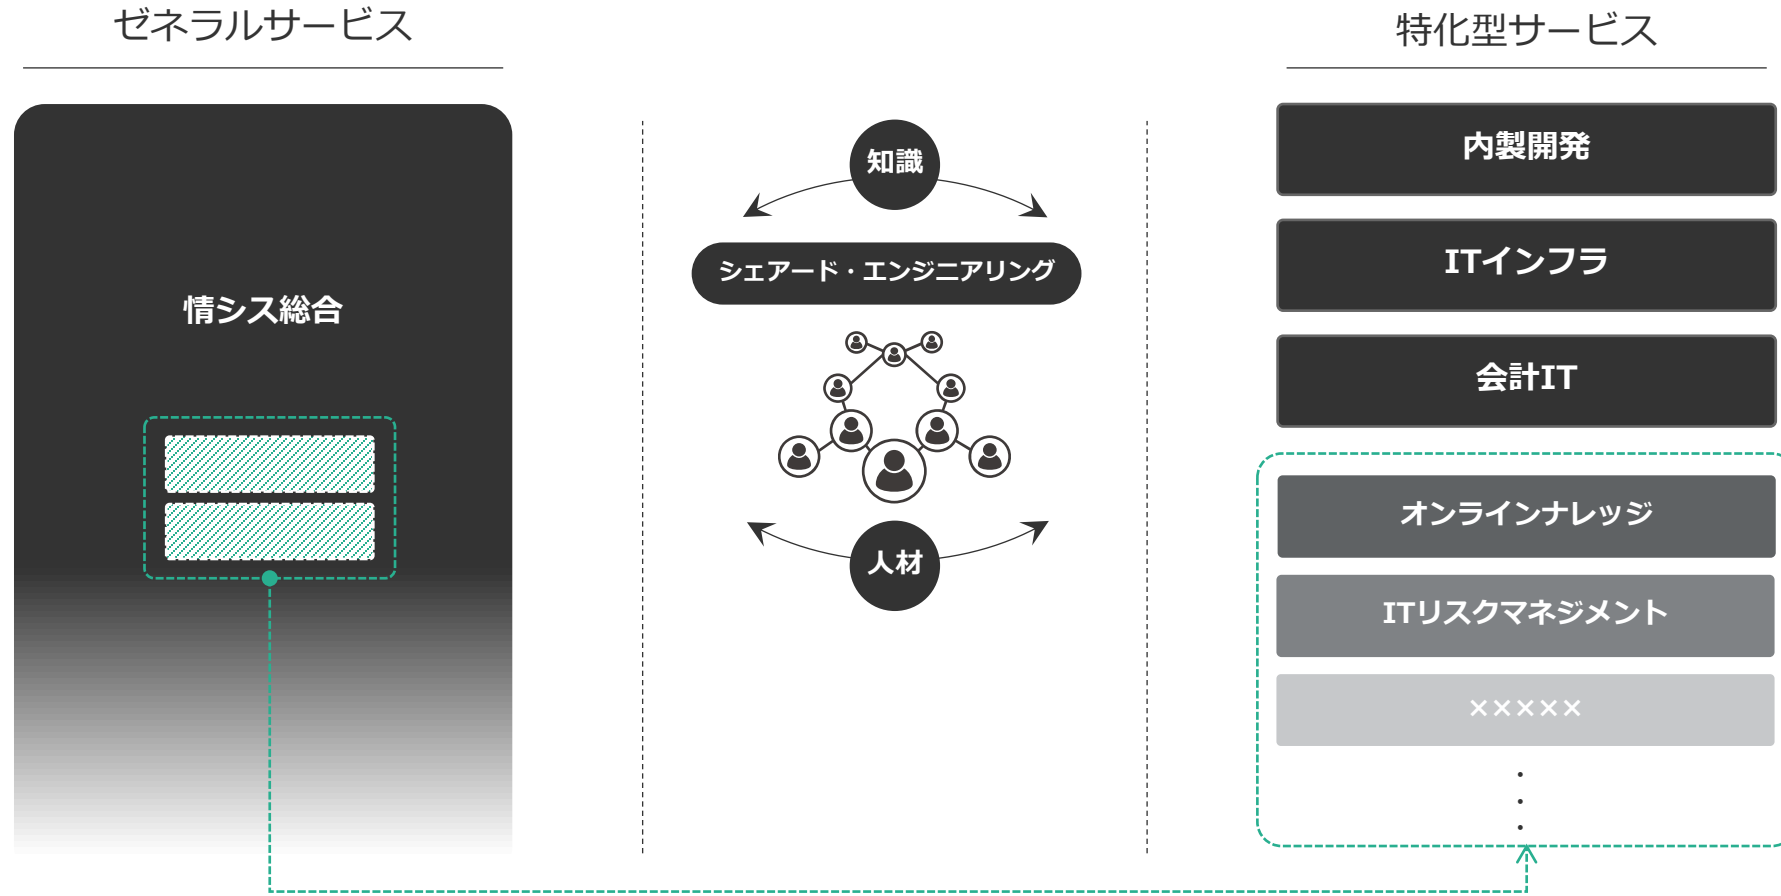 ゼネラルサービス
情シス総合
知識
シェアード・エンジニアリング
人材
特化型サービス
内製開発
ITインフラ
会計IT
オンラインナレッジ
ITリスクマネジメント
×××××